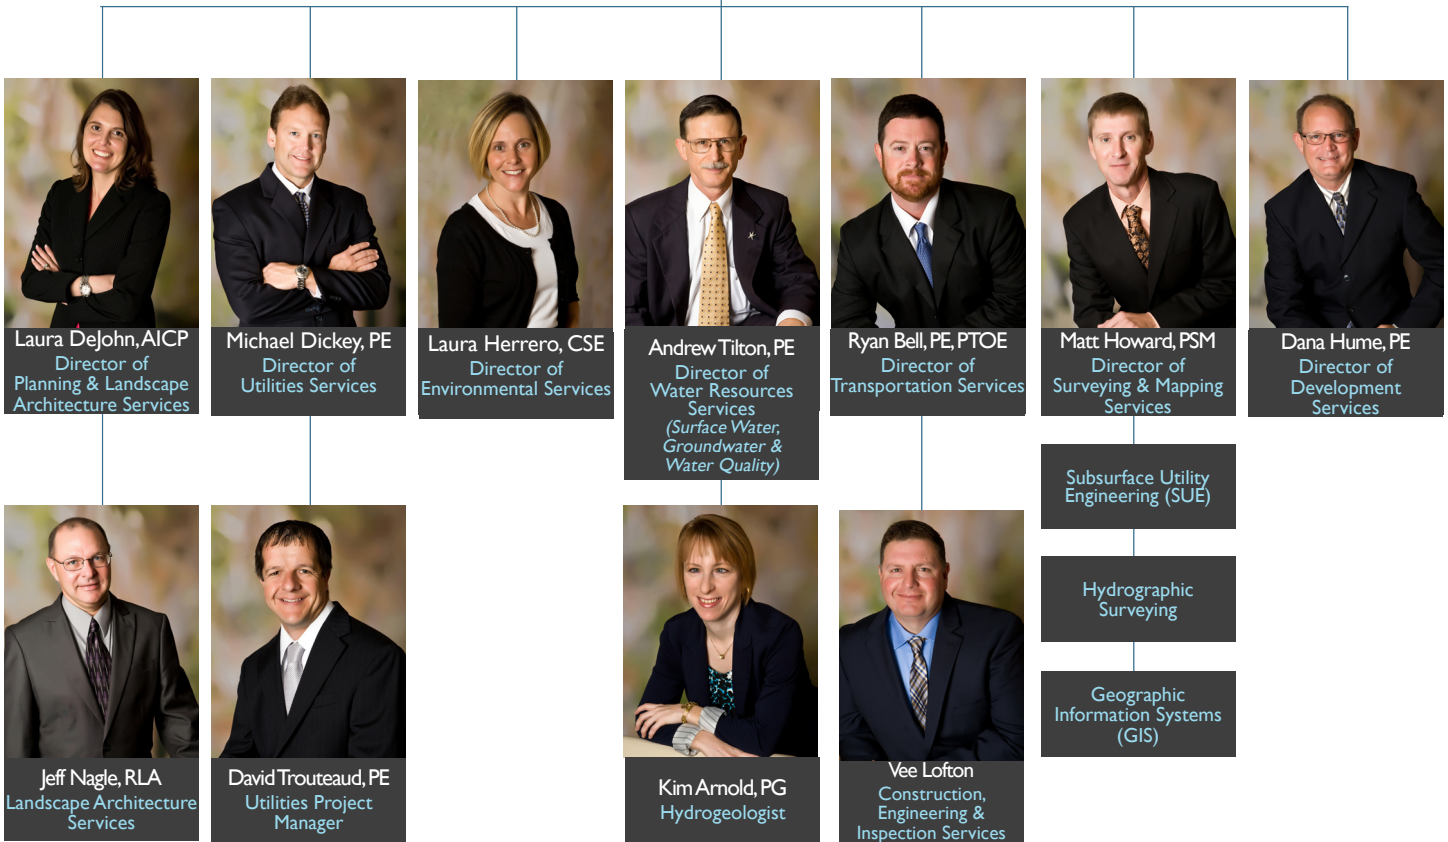 Laura DeJohn, AICP
Director of
Planning & Landscape
Architecture Services
Michael Dickey, PE
Director of
Utilities Services
Laura Herrero, CSE
Director of
Environmental Services
Andrew Tilton, PE
Director of
Water Resources
Services
(Surface Water,
Groundwater &
Water Quality)
Ryan Bell, PE, PTOE
Director of
Transportation Services
Matt Howard, PSM
Director of
Surveying & Mapping
Services
Dana Hume, PE
Director of
Development
Services
Subsurface Utility
Engineering (SUE)
Hydrographic
Surveying
Geographic
Information Systems
(GIS)
Jeff Nagle, RLA
Landscape Architecture
Services
David Trouteaud, PE
Utilities Project
Manager
Kim Arnold, PG
Hydrogeologist
Vee Lofton
Construction,
Engineering &
Inspection Services